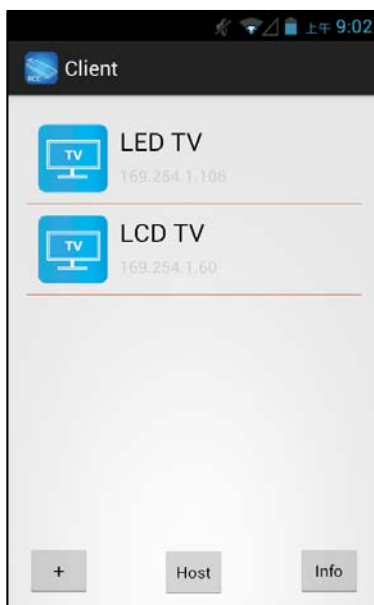 上午 9:02
RCC
Client
TV
LED TV
169.254.1.106
TV
LCD TV
169.254.1.60
+
Host
Info